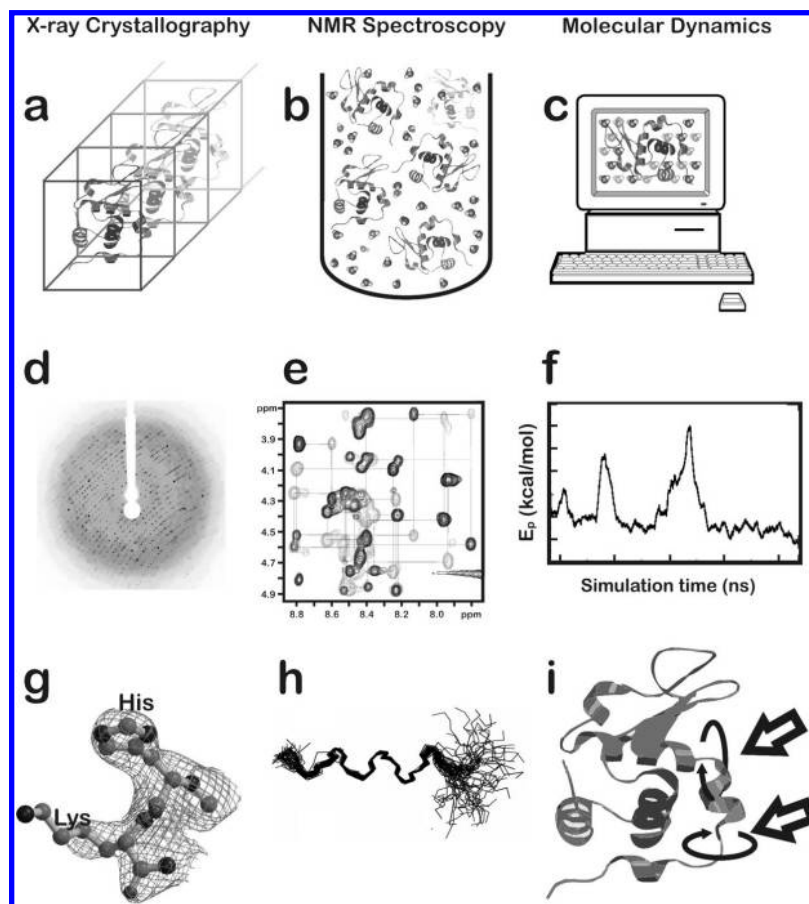 X-ray Crystallography
NMR Spectroscopy
Molecular Dynamics
a
b
c
d
e
f
ppm
3.9
4.1
4.3
4.5
4.7
4.9
8.8
8.6
8.4
8.2
8.0
ppm
Ep (kcal/mol)
Simulation time (ns)
g
His
Lys
h
i